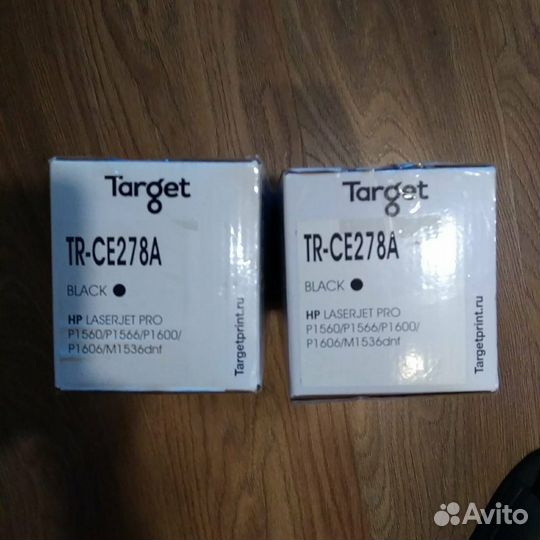 Target
TR-CE278A
BLACK
HP LASERJET PRO
P1560/P1566/P1600/
P1606/M1536dnf
Targetprint.ru
Target
TR-CE278A
BLACK
HP LASERJET PRO
P1560/P1566/P1600/
P1606/M1536dnf
Targetprint.ru
Avito